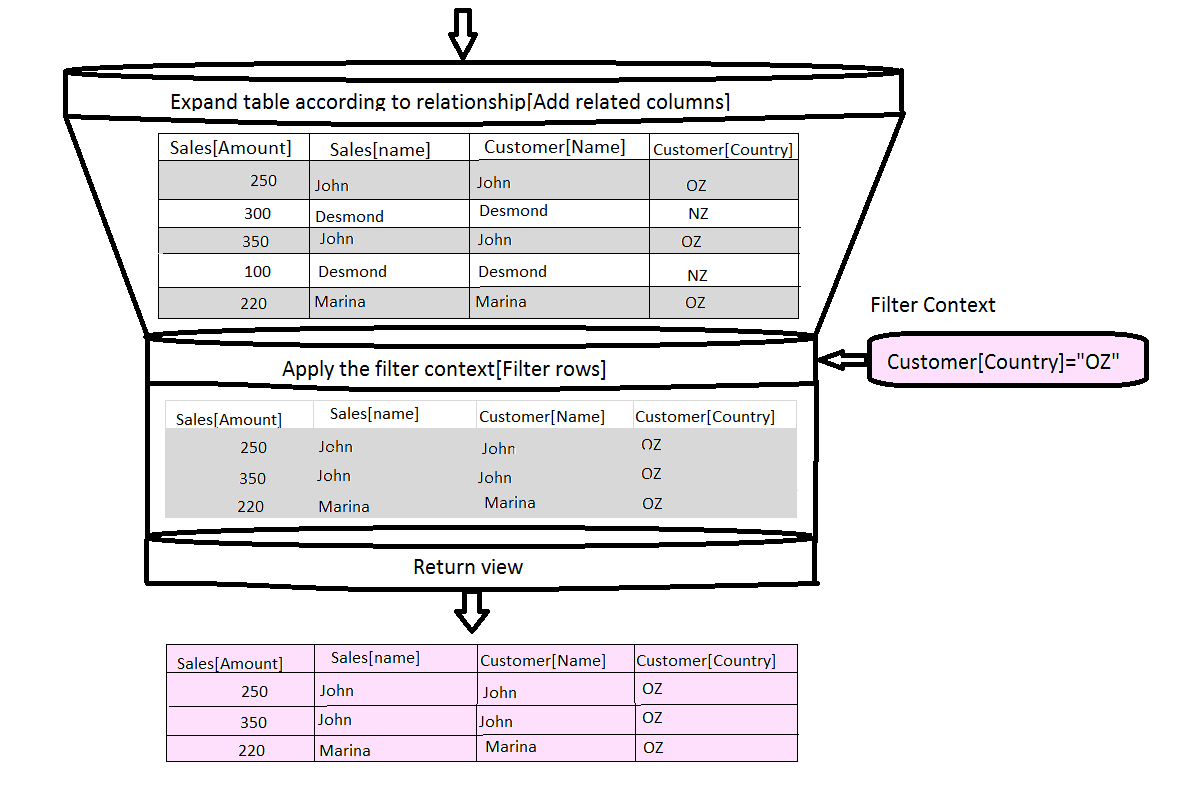 Expand table according to relationship[Add related columns]
Sales[Amount] Sales[name] Customer[Name] Customer[Country]
250 John John OZ
300 Desmond Desmond NZ
350 John John OZ
100 Desmond Desmond NZ
220 Marina Marina OZ
Filter Context
Customer[Country]="OZ"
Apply the filter context[Filter rows]
Sales[Amount] Sales[name] Customer[Name] Customer[Country]
250 John John OZ
350 John John OZ
220 Marina Marina OZ
Return view
Sales[Amount] Sales[name] Customer[Name] Customer[Country]
250 John John OZ
350 John John OZ
220 Marina Marina OZ